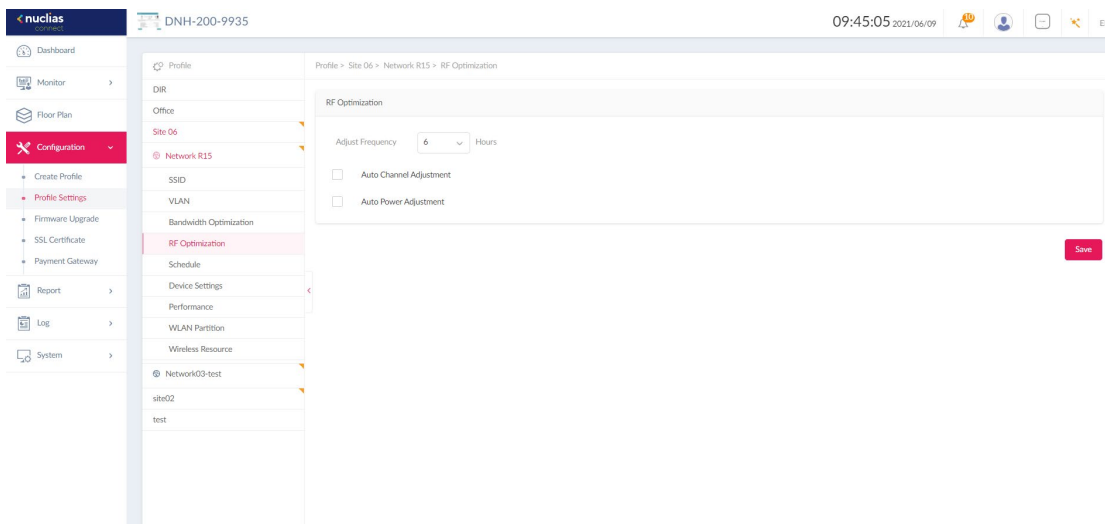 nuclias
connect
DNH-200-9935
09:45:05 2021/06/09
10
Dashboard
Monitor
Floor Plan
Configuration
Create Profile
Profile Settings
Firmware Upgrade
SSL Certificate
Payment Gateway
Report
Log
System
Profile
DIR
Office
Site 06
Network R15
SSID
VLAN
Bandwidth Optimization
RF Optimization
Schedule
Device Settings
Performance
WLAN Partition
Wireless Resource
Network03-test
site02
test
Profile > Site 06 > Network R15 > RF Optimization
RF Optimization
Adjust Frequency 6 Hours
Auto Channel Adjustment
Auto Power Adjustment
Save